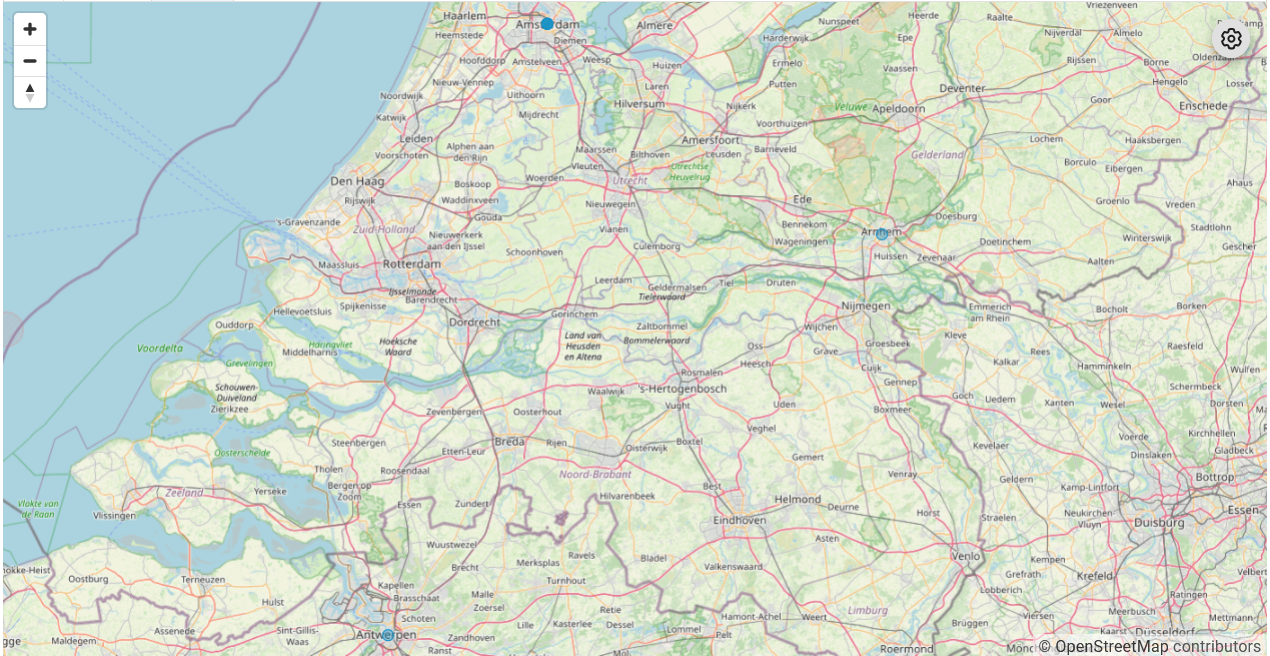 Haarlem
Amsterdam
Almere
Nunspeet
Heerde
Raalte
Vriezenveen
Heemstede
Diemen
Harderwijk
Epe
Nijverdal
Almelo
Hoofddorp
Amstelveen
Weesp
Huizen
Ermelo
Vaassen
Rijssen
Borne
Oldenzaal
Nieuw-Vennep
Laren
Putten
Deventer
Hengelo
Losser
Noordwijk
Uithoorn
Hilversum
Nijkerk
Veluwe
Apeldoorn
Goor
Enschede
Katwijk
Mijdrecht
Voorthuizen
Leiden
Alphen aan
den Rijn
Amersfoort
Lochem
Haaksbergen
Voorschoten
Maarssen
Bilthoven
Leusden
Barneveld
Gelderland
Borculo
Vleuten
Utrechtse
Heuvelrug
Eibergen
Den Haag
Boskoop
Woerden
Utrecht
Ahaus
Rijswijk
Waddinxveen
Nieuwegein
Ede
Groenlo
Vreden
's-Gravenzande
Gouda
Doesburg
Zuid-Holland
Vianen
Bennekom
Arnhem
Stadtlohn
Nieuwerkerk
aan den IJssel
Culemborg
Wageningen
Doetinchem
Winterswijk
Gescher
Schoonhoven
Huissen
Zevenaar
Aalten
Maassluis
Rotterdam
Leerdam
Geldermalsen
Tiel
Druten
IJsselmonde
Barendrecht
Tielerwaard
Spijkenisse
Nijmegen
Emmerich
am Rhein
Bocholt
Borken
Hellevoetsluis
Gorinchem
Ouddorp
Dordrecht
Zaltbommel
Wijchen
Land van
Heusden
en Altena
Bommelerwaard
Kleve
Voordelta
Haringvliet
Middelharnis
Hoeksche
Waard
Oss
Grave
Groesbeek
Rees
Raesfeld
Grevelingen
Heesch
Cuijk
Kalkar
Hamminkeln
Wulfen
Rosmalen
Gennep
Schouwen-
Duiveland
Waalwijk
's-Hertogenbosch
Goch
Uedem
Xanten
Schermbeck
Zierikzee
Zevenbergen
Oosterhout
Vught
Uden
Boxmeer
Wesel
Dorsten
Veghel
Steenbergen
Breda
Rijen
Boxtel
Kevelaer
Voerde
Kirchhellen
Oosterschelde
Etten-Leur
Oisterwijk
Gemert
Dinslaken
Gladbeck
Tholen
Roosendaal
Noord-Brabant
Venray
Geldern
Bottrop
Zeeland
Yerseke
Bergen op
Zoom
Best
Kamp-Lintfort
Vlakte van
de Raan
Essen
Zundert
Hilvarenbeek
Helmond
Deurne
Horst
Neukirchen
Vluyn
Essen
Vlissingen
Eindhoven
Straelen
Duisburg
Wuustwezel
Asten
Ravels
Bladel
Valkenswaard
Venlo
Kempen
Merksplas
Brecht
Oostburg
Terneuzen
Turnhout
Grefrath
Krefeld
Kapellen
Brasschaat
Malle
Lobberich
Ratingen
Hulst
Zoersel
Retie
Limburg
Meerbusch
Schoten
Lille
Kasterlee
Dessel
Hamont-Achel
Weert
Viersen
Mettmann
Maldegem
Assenede
Sint-Gillis-
Waas
Antwerpen
Zandhoven
Lommel
Pelt
Brüggen
Kaarst
Düsseldorf
Ranst
Roermond
© OpenStreetMap contributors